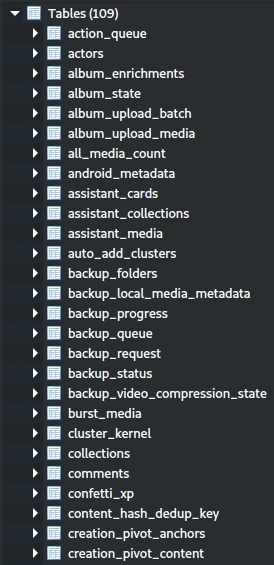 Tables (109)
action_queue
actors
album_enrichments
album_state
album_upload_batch
album_upload_media
all_media_count
android_metadata
assistant_cards
assistant_collections
assistant_media
auto_add_clusters
backup_folders
backup_local_media_metadata
backup_progress
backup_queue
backup_request
backup_status
backup_video_compression_state
burst_media
cluster_kernel
collections
comments
confetti_xp
content_hash_dedup_key
creation_pivot_anchors
creation_pivot_content